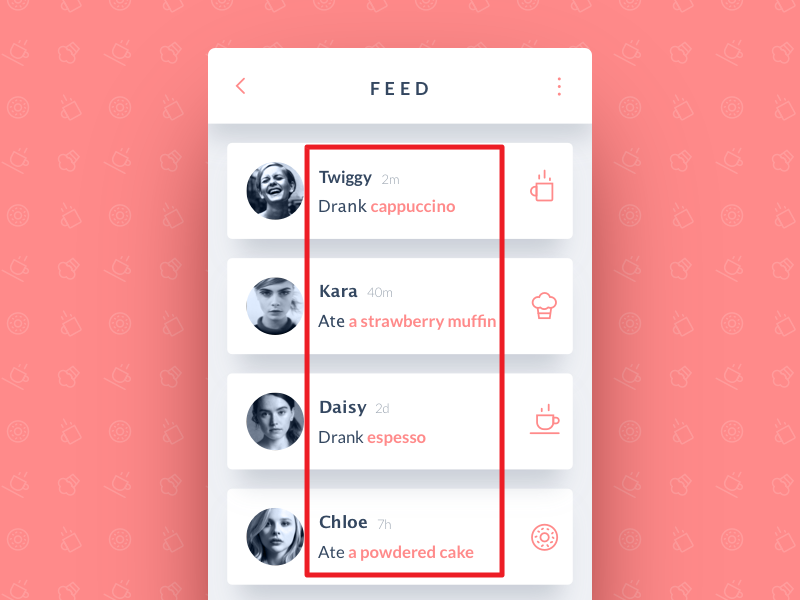 FEED
Twiggy 2m
Drank cappuccino
Kara 40m
Ate a strawberry muffin
Daisy 2d
Drank espesso
Chloe 7h
Ate a powdered cake